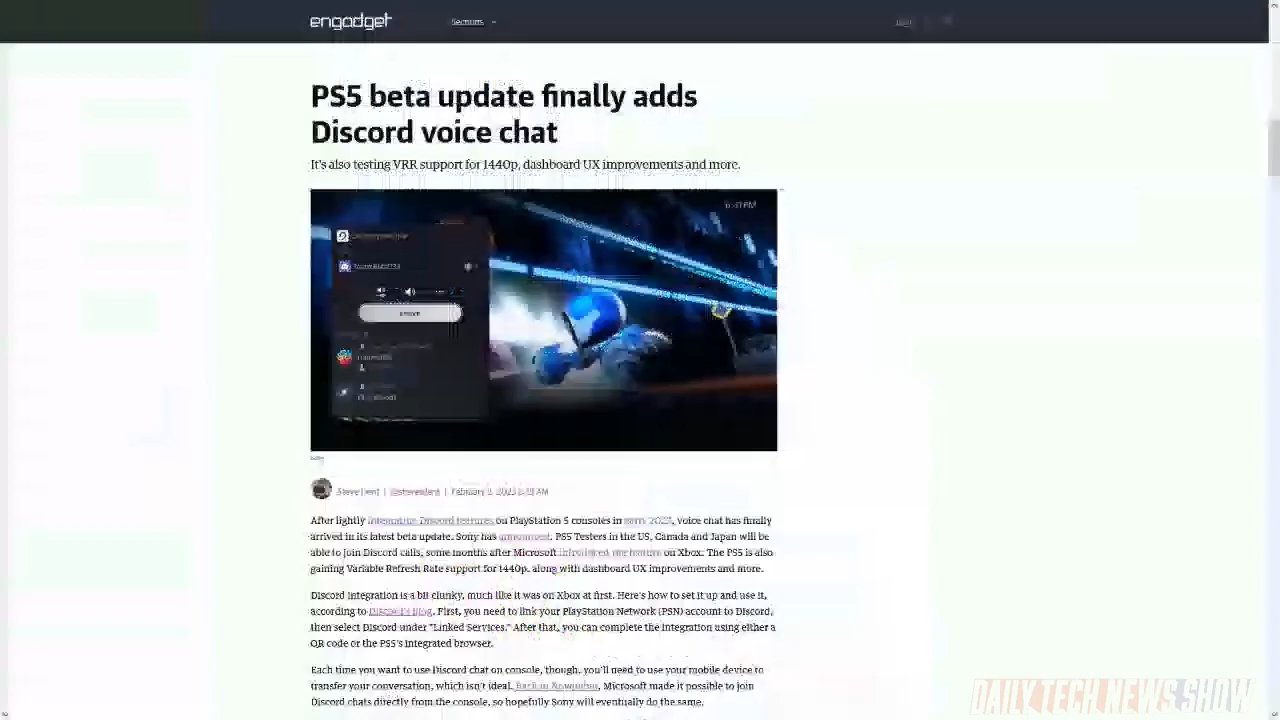 engadget
Sections
PS5 beta update finally adds
Discord voice chat
It's also testing VRR support for 1440p, dashboard UX improvements and more.
Steve Dent | @stevetdent | February 2, 2023
After lightly integrating Discord features on PlayStation 5 consoles in early 2022, voice chat has finally
arrived in its latest beta update, Sony has announced. PS5 Testers in the US, Canada and Japan will be
able to join Discord calls, some months after Microsoft introduced the feature on Xbox. The PS5 is also
gaining Variable Refresh Rate support for 1440p, along with dashboard UX improvements and more.
Discord integration is a bit clunky, much like it was on Xbox at first. Here's how to set it up and use it,
according to Discord's blog. First, you need to link your PlayStation Network (PSN) account to Discord,
then select Discord under "Linked Services." After that, you can complete the integration using either a
QR code or the PS5's integrated browser.
Each time you want to use Discord chat on console, though, you'll need to use your mobile device to
transfer your conversation, which isn't ideal. Back in November, Microsoft made it possible to join
Discord chats directly from the console, so hopefully Sony will eventually do the same.
DAILY TECH NEWS SHOW